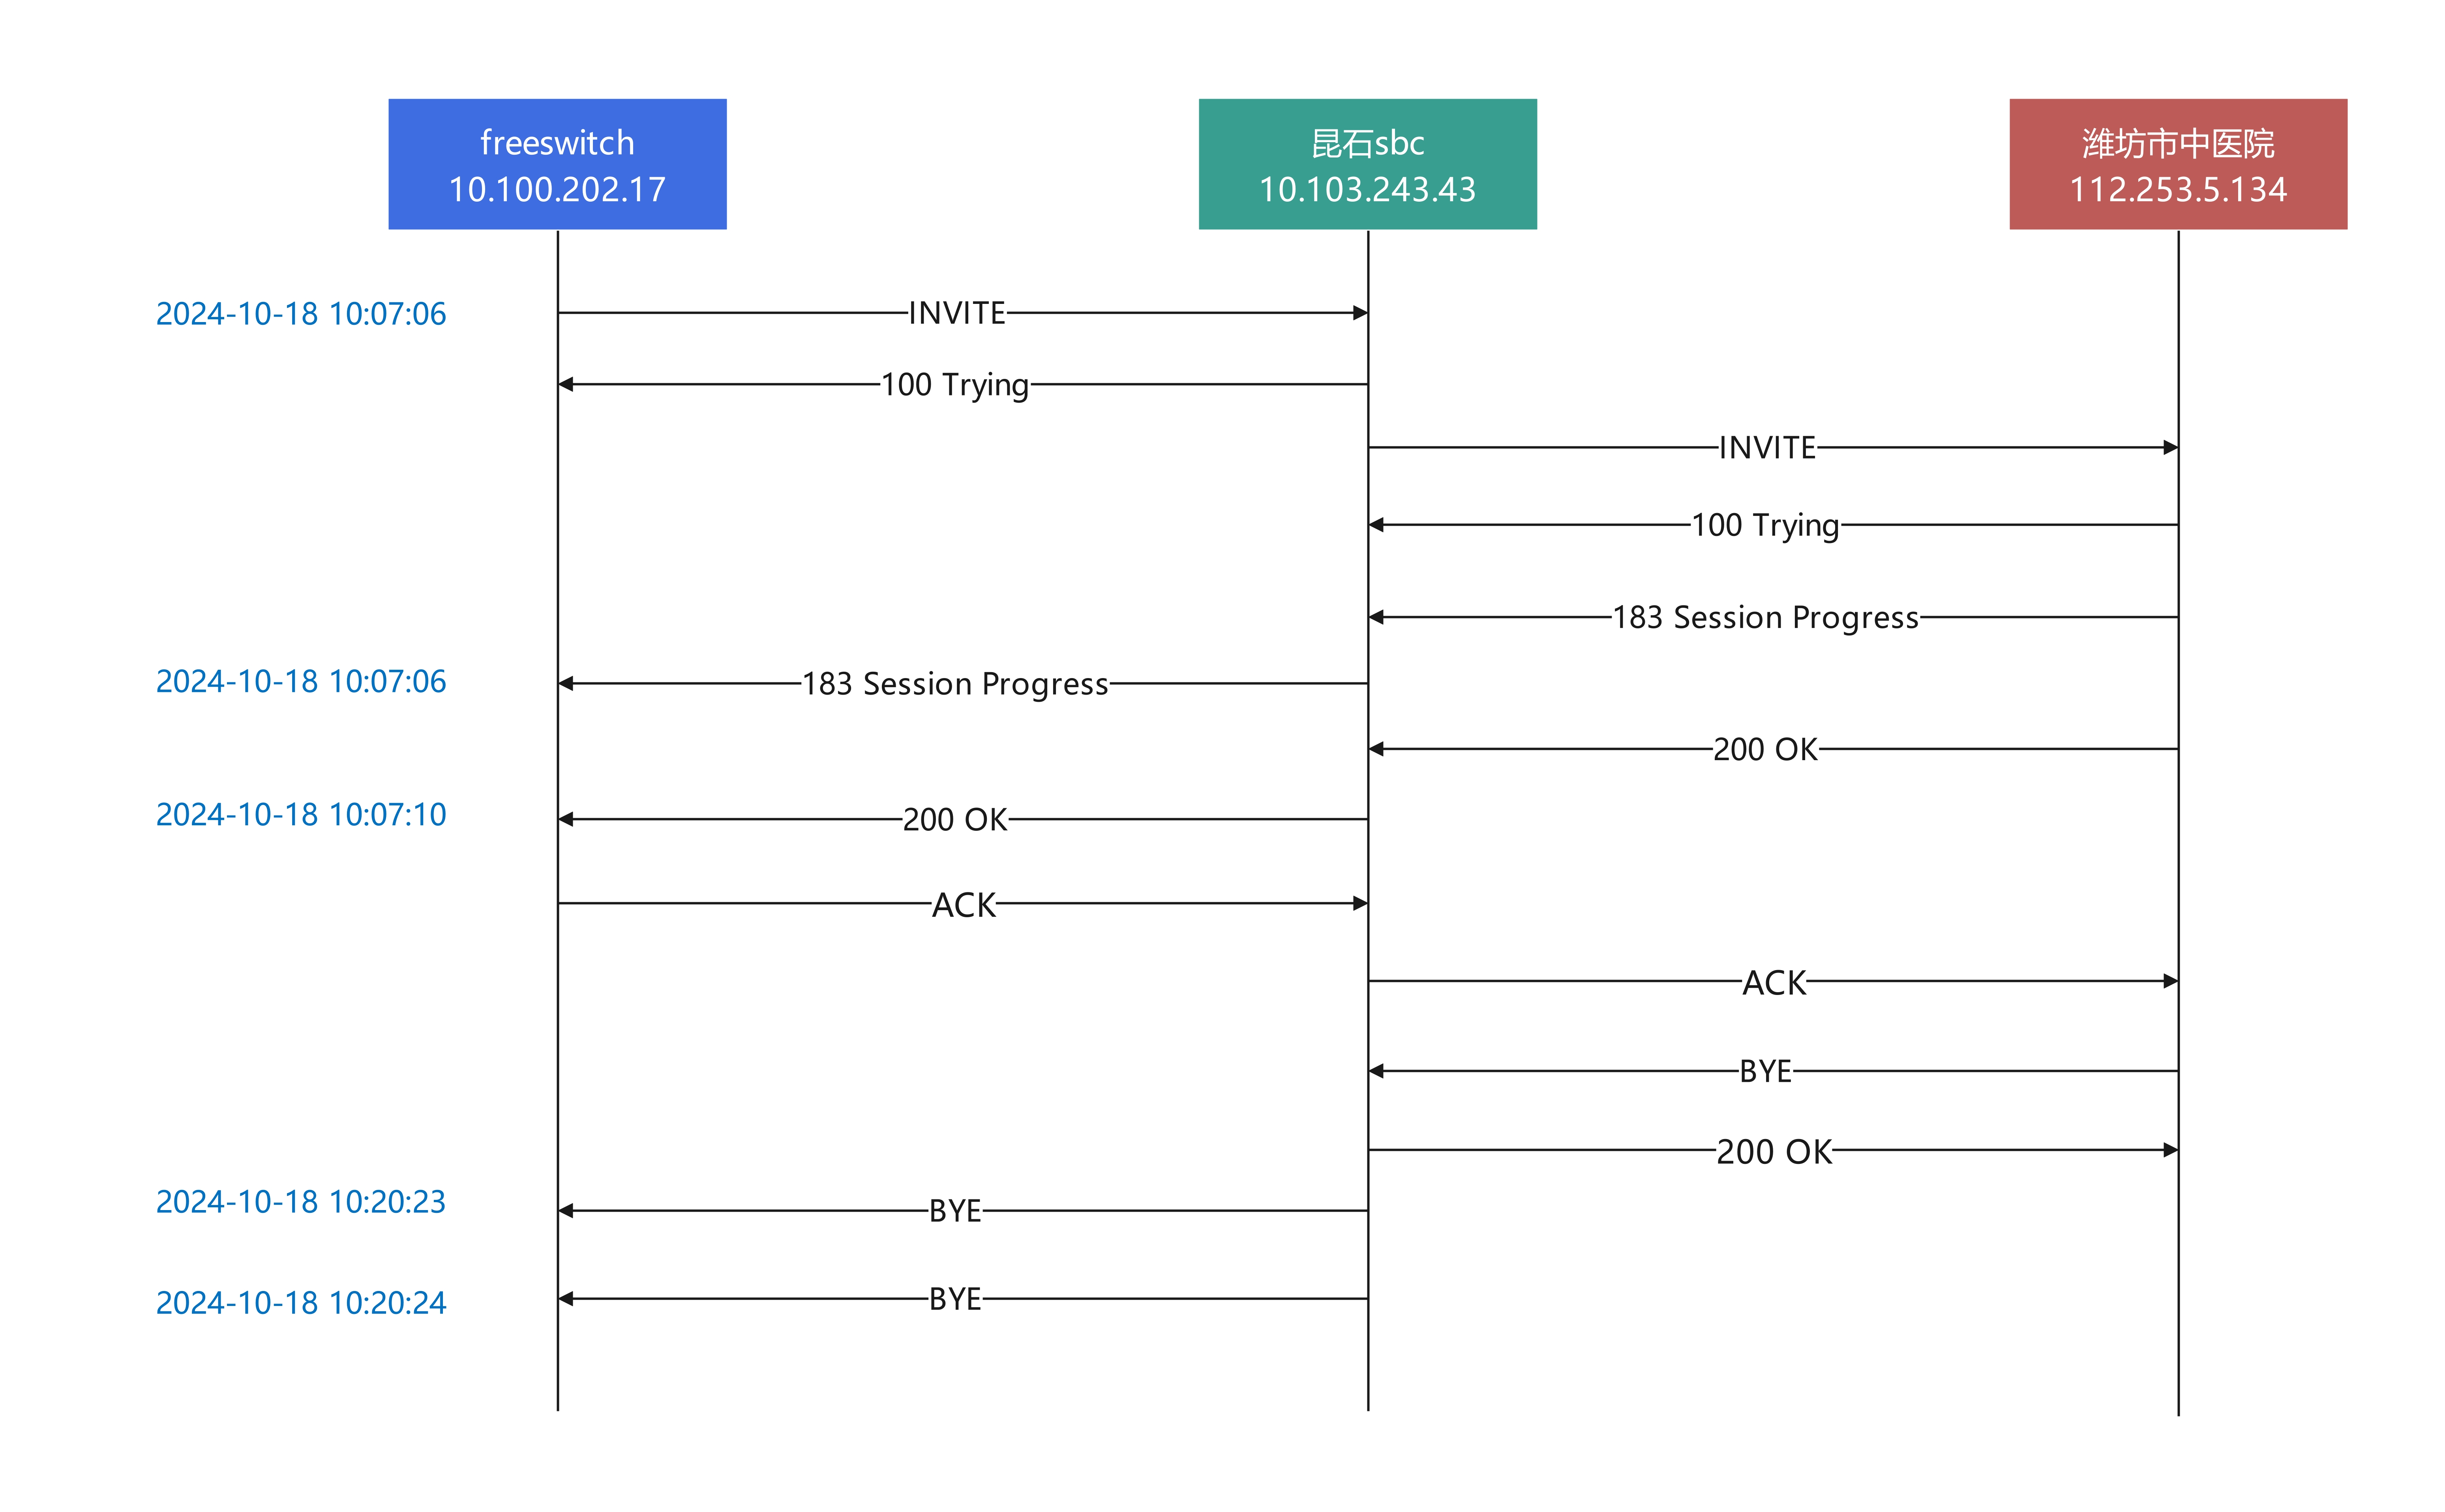 freeswitch
10.100.202.17
昆石sbc
10.103.243.43
潍坊市中医院
112.253.5.134
2024-10-18 10:07:06
INVITE
100 Trying
INVITE
100 Trying
183 Session Progress
2024-10-18 10:07:06
183 Session Progress
200 OK
2024-10-18 10:07:10
200 OK
ACK
ACK
BYE
200 OK
2024-10-18 10:20:23
BYE
2024-10-18 10:20:24
BYE